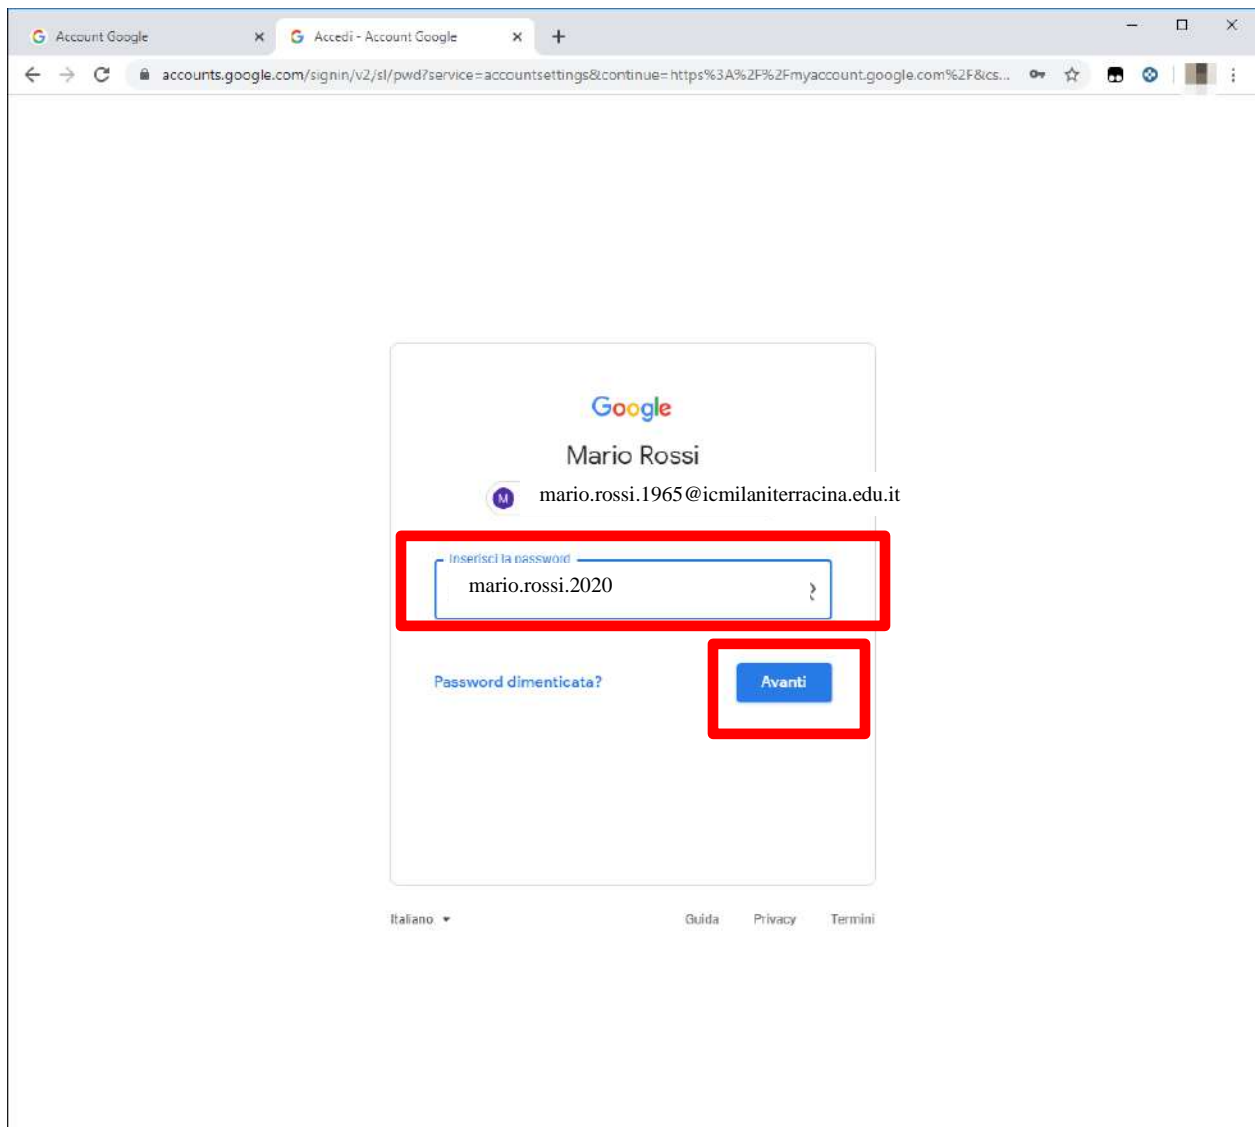 Account Google
Accedi - Account Google
accounts.google.com/signin/v2/sl/pwd?service=accountsettings&continue=https%3A%2F%2Fmyaccount.google.com%2F&cs...
Google
Mario Rossi
M
mario.rossi.1965@icmilaniterracina.edu.it
Inserisci la password
mario.rossi.2020
Password dimenticata?
Avanti
Italiano
Guida Privacy Termini